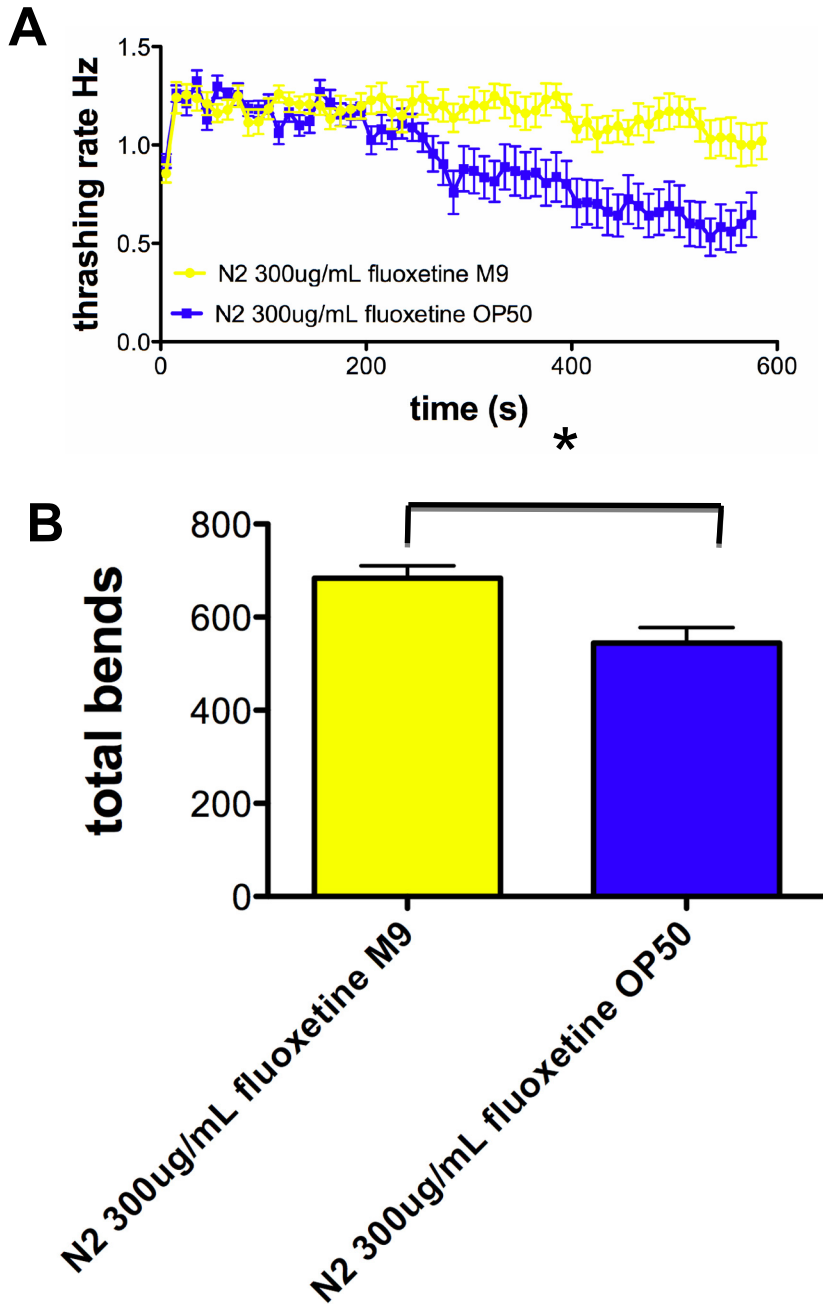 A
thrashing rate Hz
1.5
1.0
0.5
0.0
N2 300ug/mL fluoxetine M9
N2 300ug/mL fluoxetine OP50
0
200
400
600
time (s)
*
B
total bends
800
600
400
200
0
N2 300ug/mL fluoxetine M9
N2 300ug/mL fluoxetine OP50